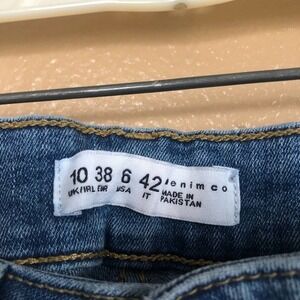 10 38 6 42 denim co
UK/IRL EUR USA IT MADE IN
PAKISTAN